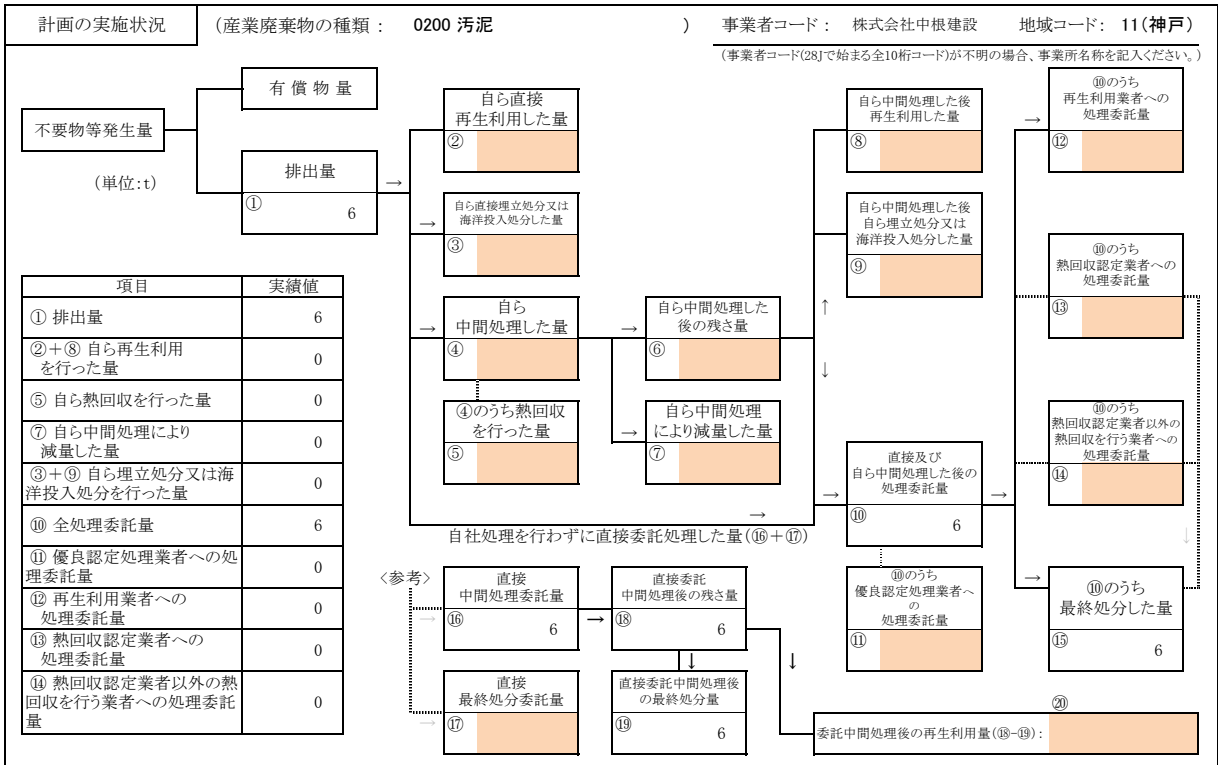 計画の実施状況
(産業廃棄物の種類： 0200 汚泥 )
事業者コード： 株式会社中根建設 地域コード： 11(神戸)
(事業者コード(28Jで始まる全10桁コード)が不明の場合、事業所名称を記入ください。)
不要物等発生量
(単位:t)
有償物量
排出量
① 6
→
自ら直接
再生利用した量
②
→
自ら直接埋立処分又は
海洋投入処分した量
③
→
自ら
中間処理した量
④
④のうち熱回収
を行った量
⑤
→
自ら中間処理した
後の残さ量
⑥
→
自ら中間処理
により減量した量
⑦
自ら中間処理した後
再生利用した量
⑧
自ら中間処理した後
自ら埋立処分又は
海洋投入処分した量
⑨
↑
↓
→
自社処理を行わずに直接委託処理した量(⑯+⑰)
→
直接及び
自ら中間処理した後の
処理委託量
⑩ 6
→
⑩のうち
優良認定処理業者へ
の
処理委託量
⑪
→
⑩のうち
再生利用業者への
処理委託量
⑫
⑩のうち
熱回収認定業者への
処理委託量
⑬
⑩のうち
熱回収認定業者以外の
熱回収を行う業者への
処理委託量
⑭
↓
→
⑩のうち
最終処分した量
⑮ 6
項目 実績値
① 排出量 6
②+⑧ 自ら再生利用
を行った量 0
⑤ 自ら熱回収を行った量 0
⑦ 自ら中間処理により
減量した量 0
③+⑨ 自ら埋立処分又は海
洋投入処分を行った量 0
⑩ 全処理委託量 6
⑪ 優良認定処理業者への処
理委託量 0
⑫ 再生利用業者への
処理委託量 0
⑬ 熱回収認定業者への
処理委託量 0
⑭ 熱回収認定業者以外の熱
回収を行う業者への処理委託
量 0
〈参考〉
→
直接
中間処理委託量
⑯ 6
→
直接委託
中間処理後の残さ量
⑱ 6
→
直接
最終処分委託量
⑰
↓
直接委託中間処理後
の最終処分量
⑲ 6
↓
⑳
委託中間処理後の再生利用量(⑱-⑲)：